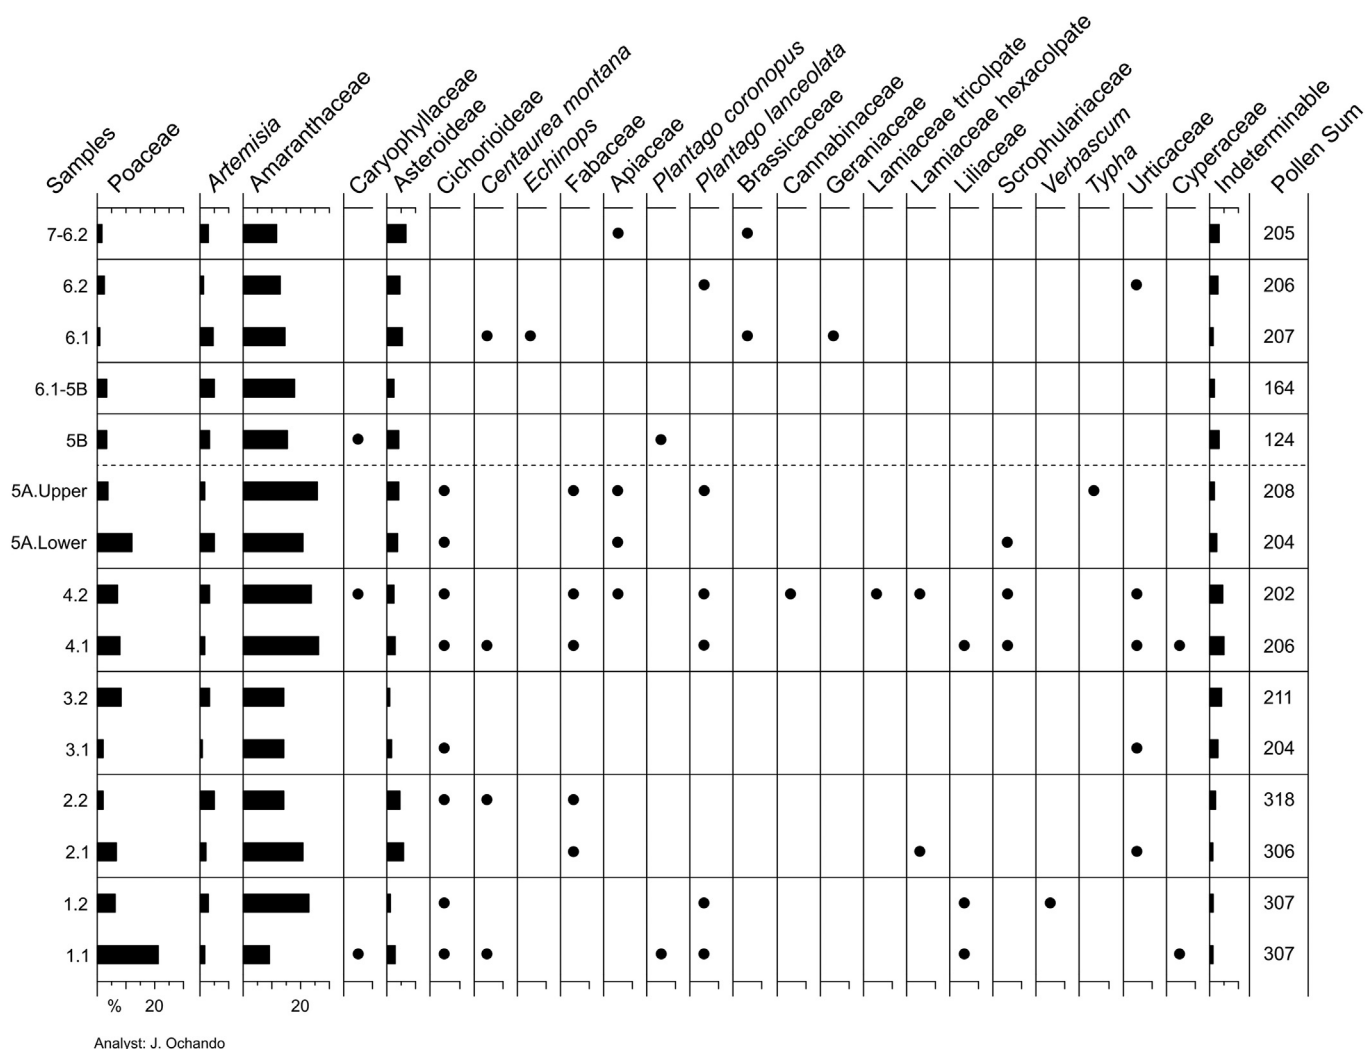 Samples
Poaceae
Artemisia
Amaranthaceae
Caryophyllaceae
Asteroideae
Cichorioideae
Centaurea montana
Echinops
Fabaceae
Apiaceae
Plantago coronopus
Plantago lanceolata
Brassicaceae
Cannabinaceae
Geraniaceae
Lamiaceae tricolpate
Lamiaceae hexacolpate
Liliaceae
Scrophulariaceae
Verbascum
Typha
Urticaceae
Cyperaceae
Indeterminable
Pollen Sum
7-6.2 205
6.2 206
6.1 207
6.1-5B 164
5B 124
5A.Upper 208
5A.Lower 204
4.2 202
4.1 206
3.2 211
3.1 204
2.2 318
2.1 306
1.2 307
1.1 307
% 20 20
Analyst: J. Ochando